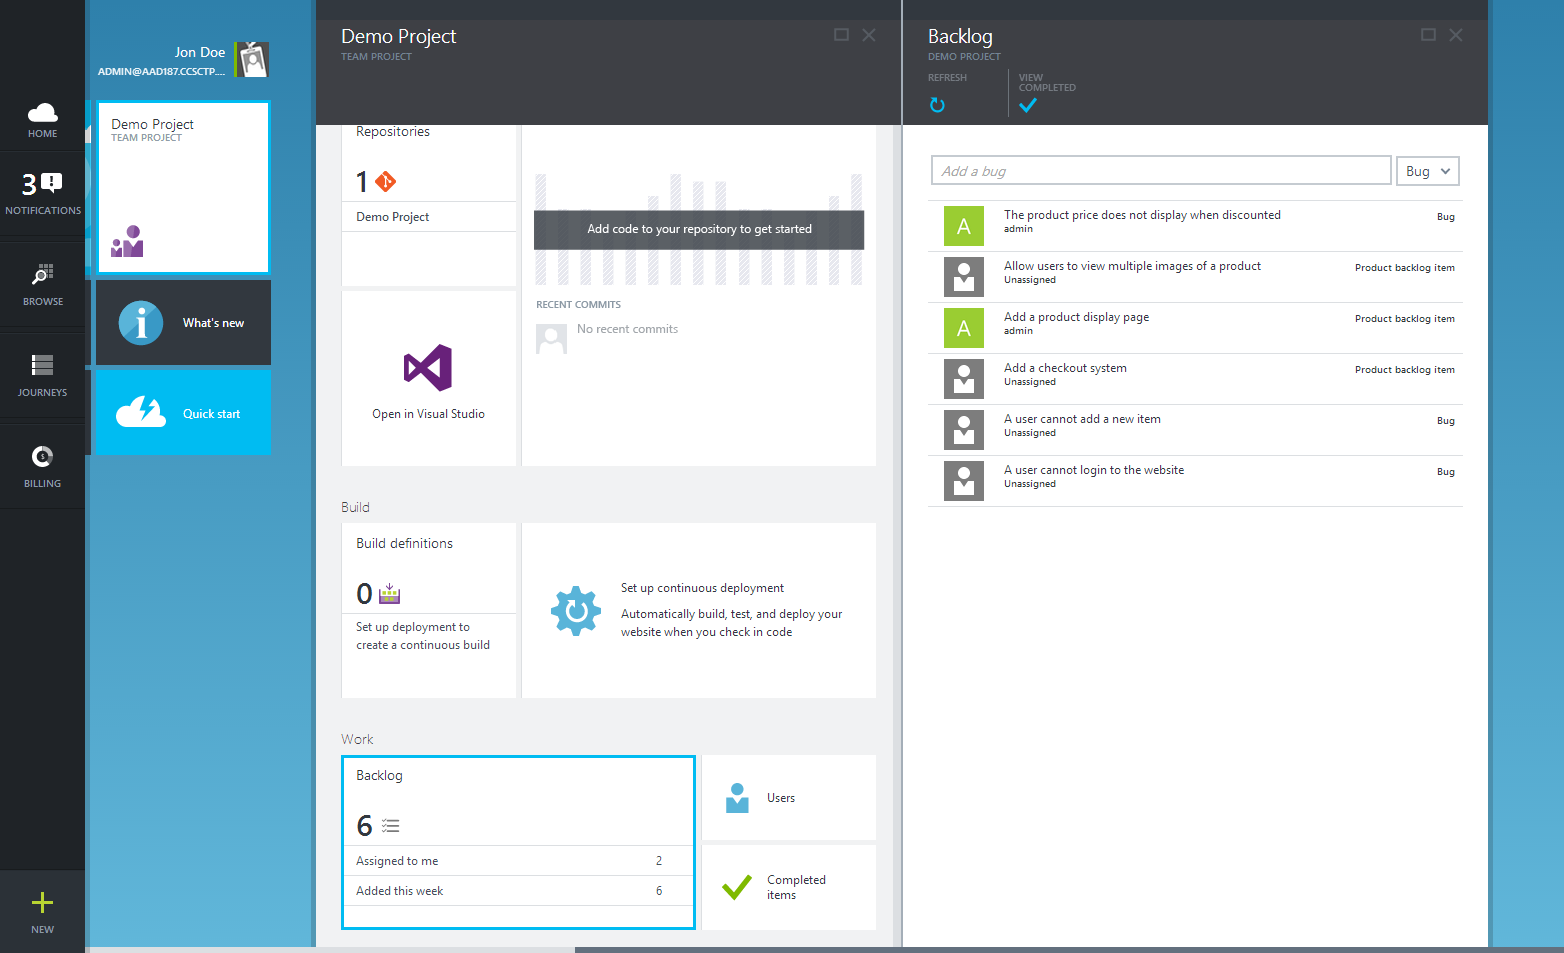 Jon Doe
ADMIN@AAD187.CCSCTP....
HOME
3
NOTIFICATIONS
BROWSE
JOURNEYS
BILLING
NEW
Demo Project
TEAM PROJECT
What's new
Quick start
Demo Project
TEAM PROJECT
Repositories
1
Demo Project
Add code to your repository to get started
RECENT COMMITS
No recent commits
Open in Visual Studio
Build
Build definitions
0
Set up deployment to
create a continuous build
Set up continuous deployment
Automatically build, test, and deploy your
website when you check in code
Work
Backlog
6
Assigned to me 2
Added this week 6
Users
Completed
items
Backlog
DEMO PROJECT
REFRESH
VIEW
COMPLETED
Add a bug
Bug
A
The product price does not display when discounted
admin
Bug
Allow users to view multiple images of a product
Unassigned
Product backlog item
A
Add a product display page
admin
Product backlog item
Add a checkout system
Unassigned
Product backlog item
A user cannot add a new item
Unassigned
Bug
A user cannot login to the website
Unassigned
Bug